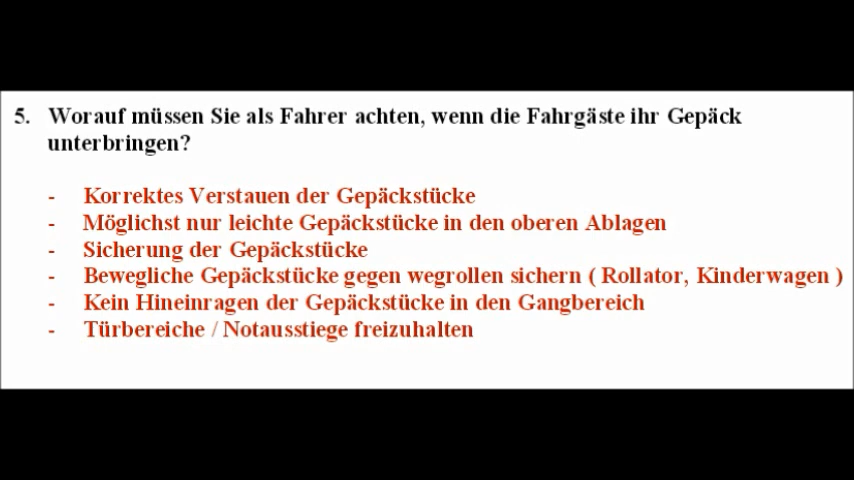 5. Worauf müssen Sie als Fahrer achten, wenn die Fahrgäste ihr Gepäck
unterbringen?
- Korrektes Verstauen der Gepäckstücke
- Möglichst nur leichte Gepäckstücke in den oberen Ablagen
- Sicherung der Gepäckstücke
- Bewegliche Gepäckstücke gegen wegrollen sichern ( Rollator, Kinderwagen )
- Kein Hineinragen der Gepäckstücke in den Gangbereich
- Türbereiche / Notausstiege freizuhalten